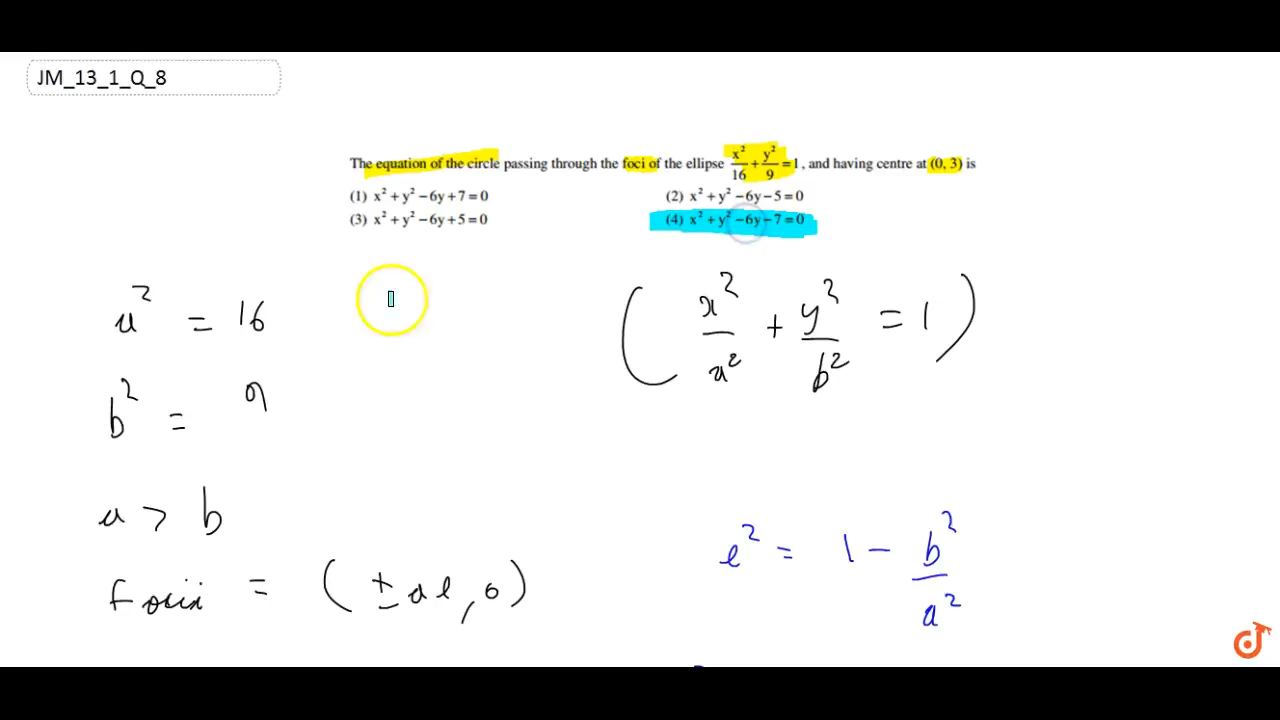 JM_13_1_Q_8
The equation of the circle passing through the foci of the ellipse x²/16 + y²/9 = 1, and having centre at (0, 3) is
(1) x² + y² − 6y + 7 = 0 (2) x² + y² − 6y − 5 = 0
(3) x² + y² − 6y + 5 = 0 (4) x² + y² − 6y − 7 = 0
a² = 16
(x²/a² + y²/b² = 1)
b² = 9
a > b
e² = 1 − b²/a²
Focii = (± ae, 0)